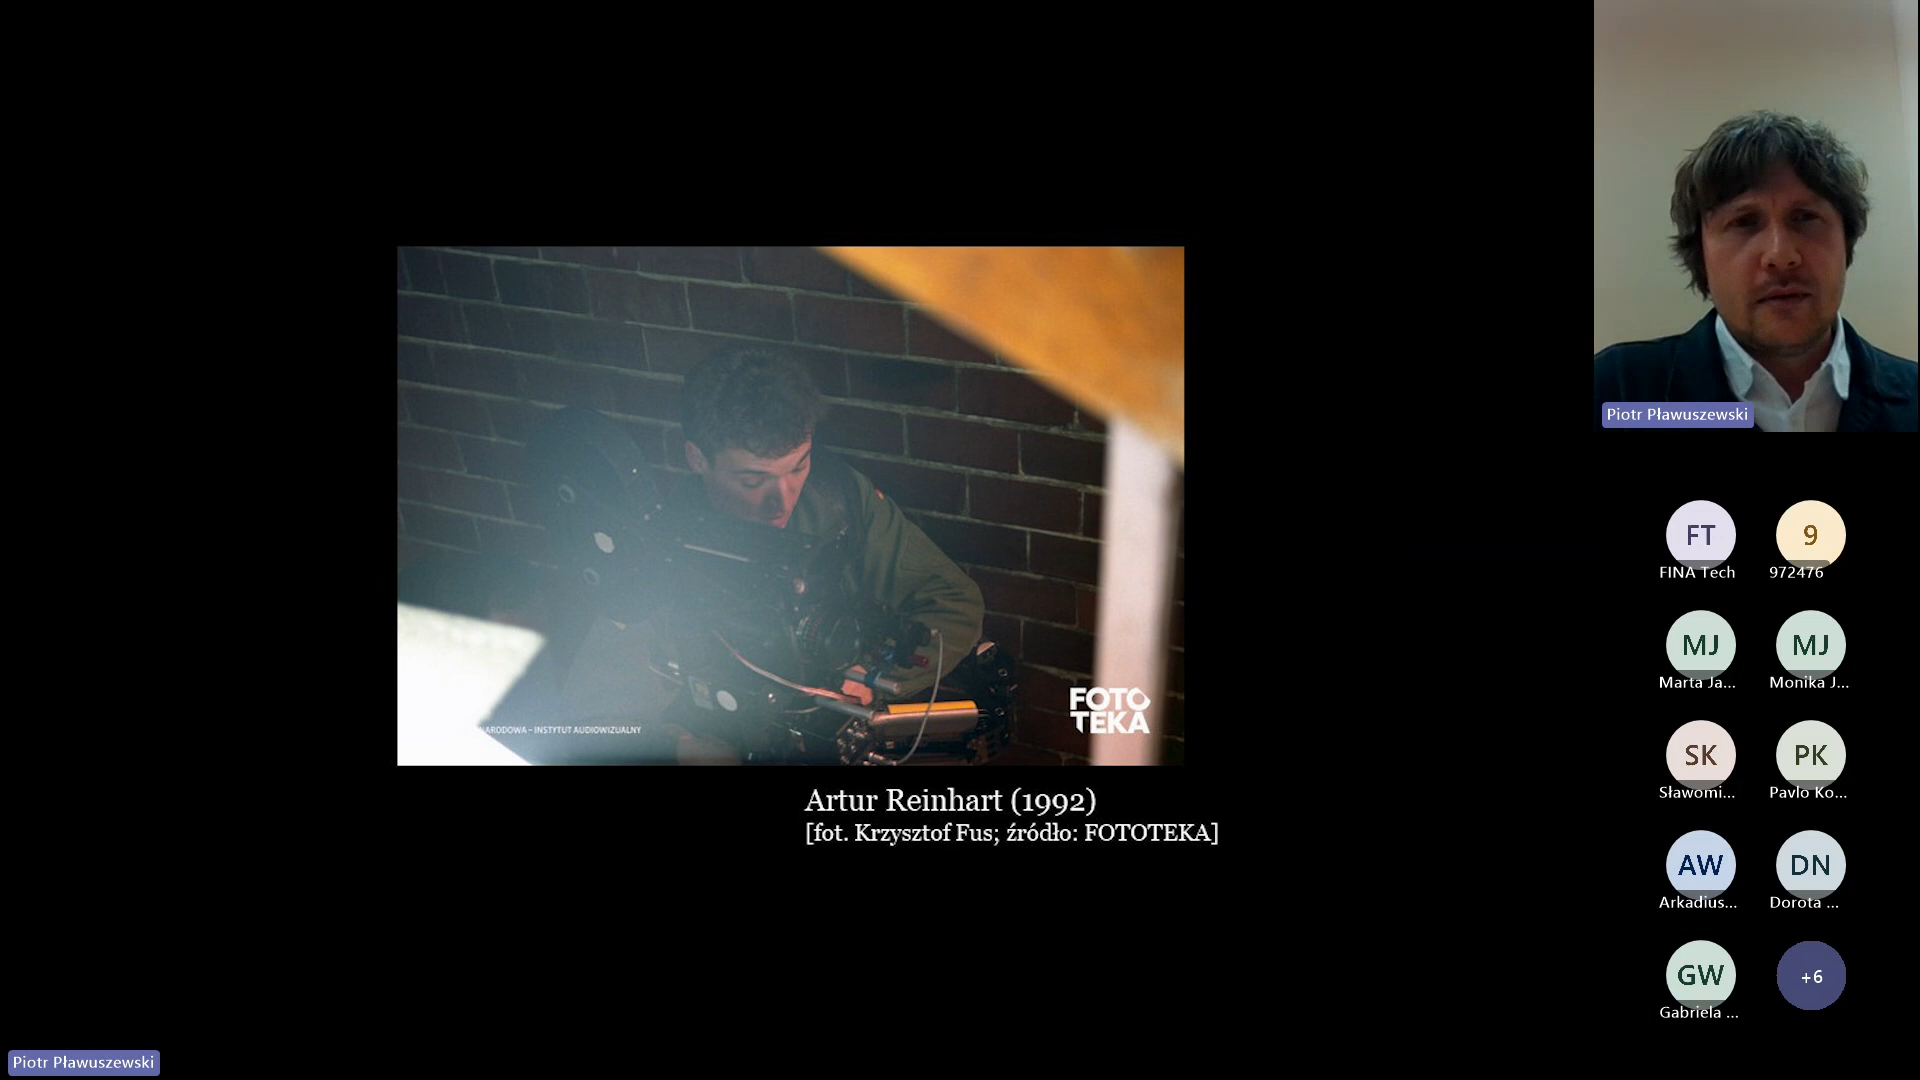 NARODOWA – INSTYTUT AUDIOWIZUALNY
FOTO
TEKA
Artur Reinhart (1992)
[fot. Krzysztof Fus; źródło: FOTOTEKA]
Piotr Pławuszewski
FT
FINA Tech
9
972476
MJ
Marta Ja...
MJ
Monika J...
SK
Sławomi...
PK
Pavlo Ko...
AW
Arkadius...
DN
Dorota ...
GW
Gabriela ...
+6
Piotr Pławuszewski